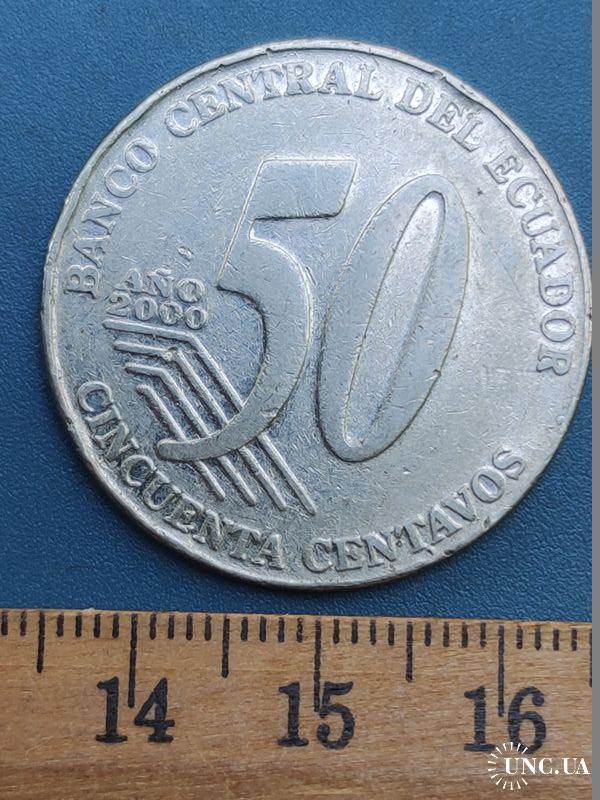 BANCO CENTRAL DEL ECUADOR
50
AÑO
2000
CINCUENTA CENTAVOS
14 15 16
UNC.UA